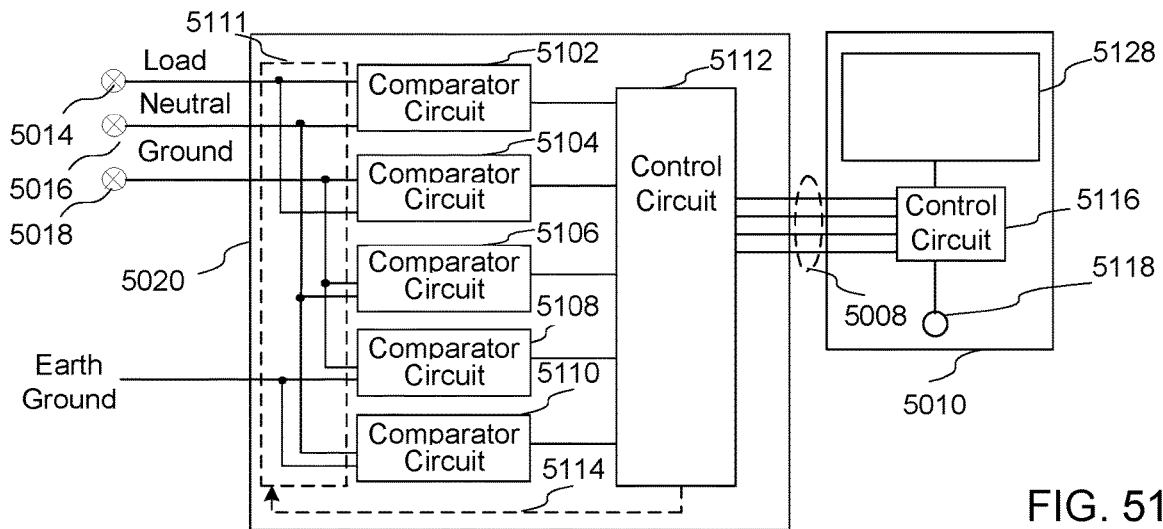 5111
5102
5112
5128
Load
Comparator
Circuit
Neutral
5014
5104
Ground
Comparator
Circuit
Control
Circuit
5016
5018
5106
Control
Circuit
5116
5020
Comparator
Circuit
5118
5108
5008
Earth
Ground
Comparator
Circuit
5110
5010
Comparator
Circuit
5114
FIG. 51